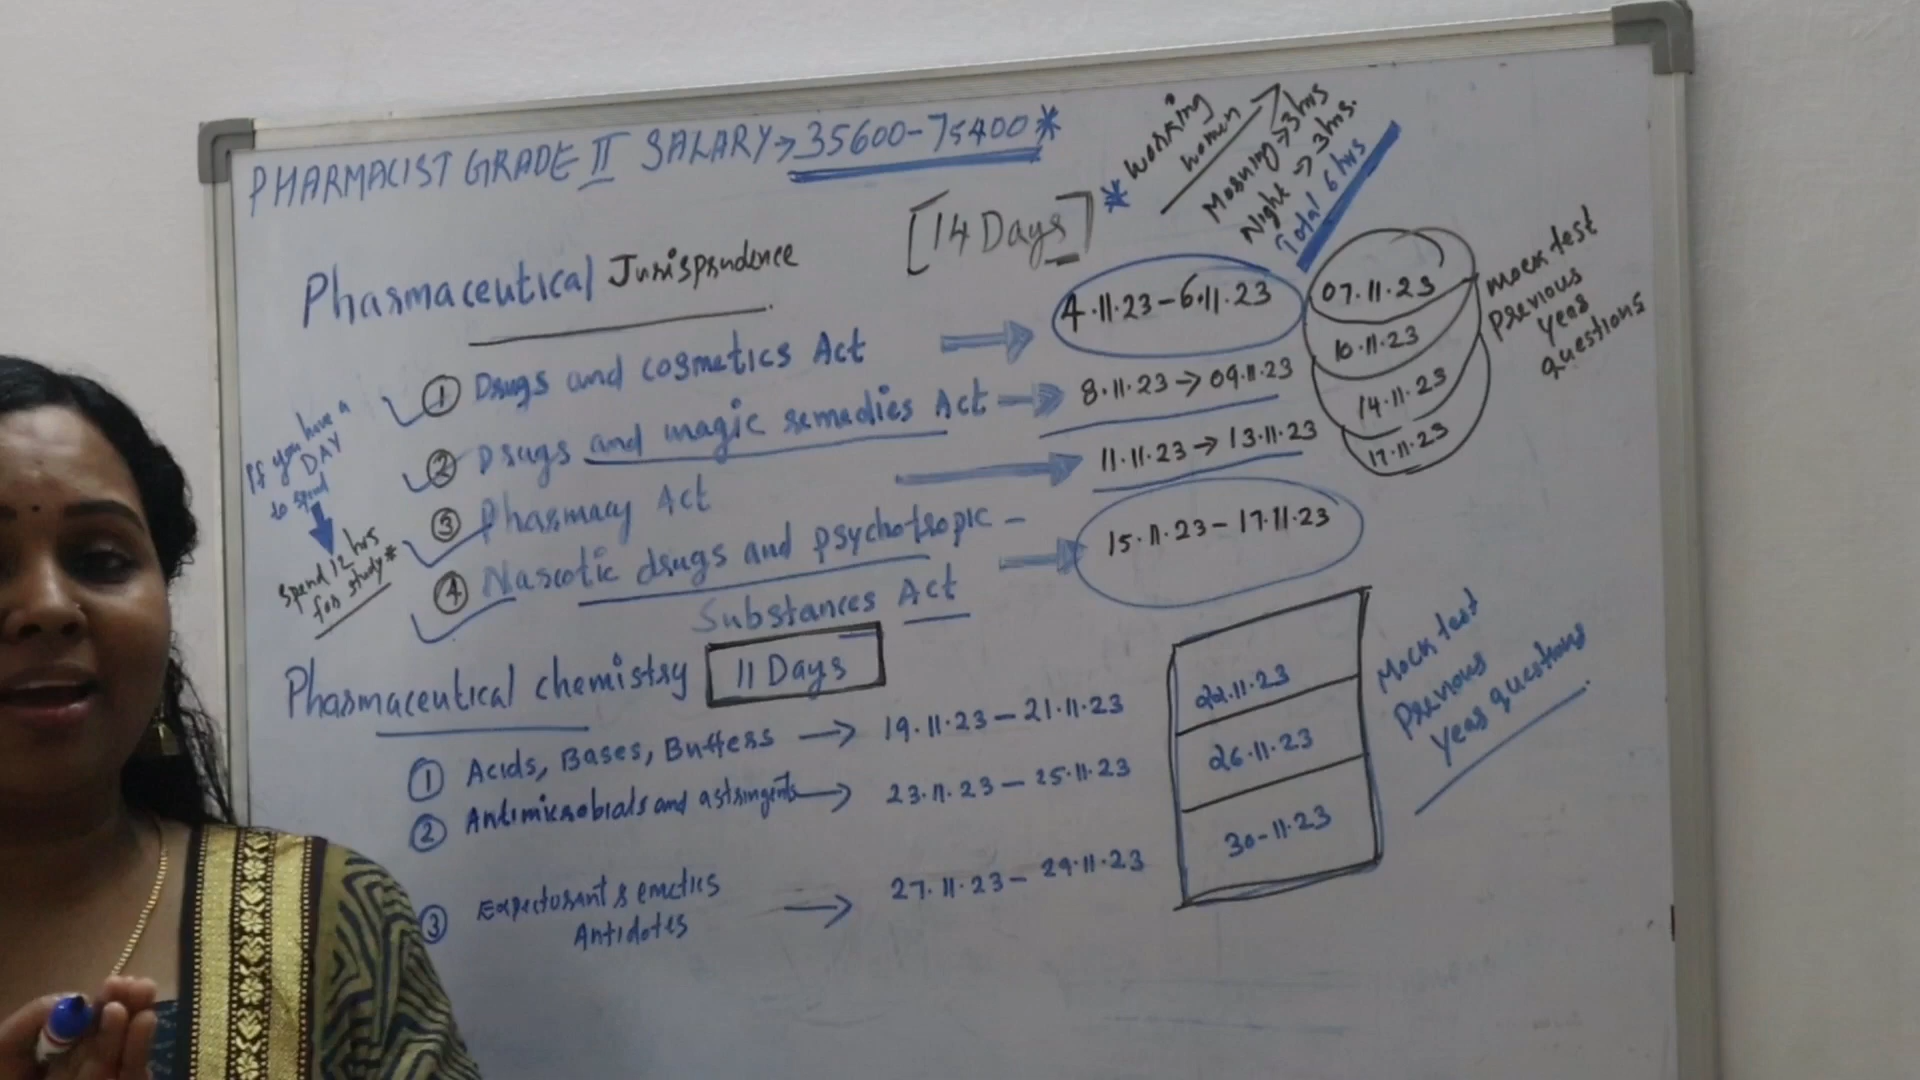 PHARMACIST GRADE II SALARY → 35600-75400 *
* Working women
Morning → 3hrs
Night → 3hrs.
Total 6 hrs
[14 Days]
Pharmaceutical Jurisprudence
① Drugs and cosmetics Act → 4.11.23 - 6.11.23
② Drugs and magic remedies Act → 8.11.23 → 09.11.23
③ Pharmacy Act → 11.11.23 → 13.11.23
④ Narcotic drugs and psychotropic - → 15.11.23 - 17.11.23
Substances Act
07.11.23
10.11.23
14.11.23
17.11.23
mock test
previous
year
questions
If you have a
DAY
to spend
spend 12 hrs
for study*
Pharmaceutical chemistry 11 Days
① Acids, Bases, Buffers → 19.11.23 - 21.11.23
② Antimicrobials and astringents → 23.11.23 - 25.11.23
③ Expectorants emetics → 27.11.23 - 29.11.23
Antidotes
22.11.23
26.11.23
30-11.23
Mock test
previous
year questions